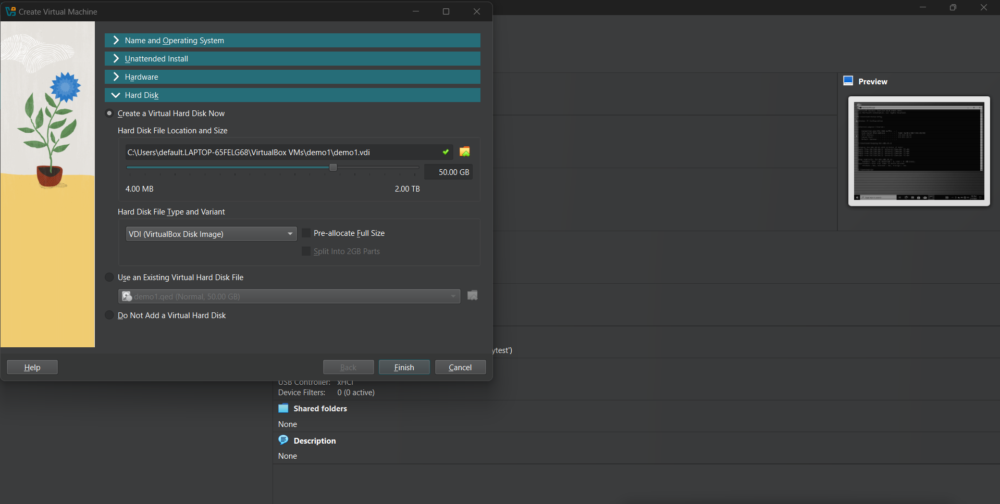 Create Virtual Machine
Name and Operating System
Unattended Install
Hardware
Hard Disk
Create a Virtual Hard Disk Now
Hard Disk File Location and Size
C:\Users\default.LAPTOP-65FELG68\VirtualBox VMs\demo1\demo1.vdi
50.00 GB
4.00 MB 2.00 TB
Hard Disk File Type and Variant
VDI (VirtualBox Disk Image) Pre-allocate Full Size
Split Into 2GB Parts
Use an Existing Virtual Hard Disk File
demo1.qed (Normal, 50.00 GB)
Do Not Add a Virtual Hard Disk
Help Back Finish Cancel
Preview
ytest')
USB Controller: xHCI
Device Filters: 0 (0 active)
Shared folders
None
Description
None